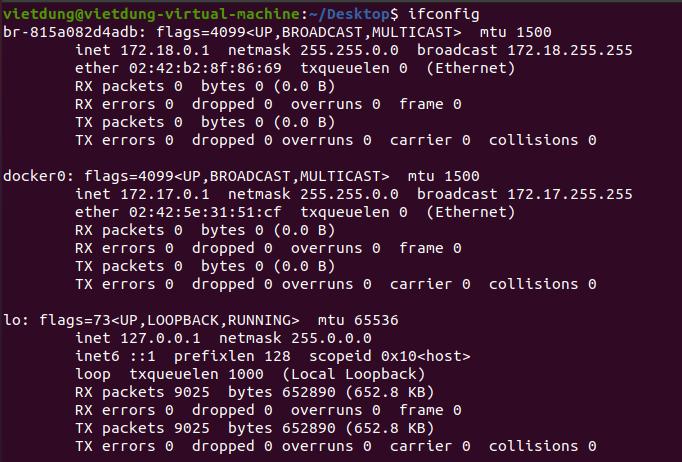 vietdung@vietdung-virtual-machine:~/Desktop$ ifconfig
br-815a082d4adb: flags=4099<UP,BROADCAST,MULTICAST>  mtu 1500
        inet 172.18.0.1  netmask 255.255.0.0  broadcast 172.18.255.255
        ether 02:42:b2:8f:86:69  txqueuelen 0  (Ethernet)
        RX packets 0  bytes 0 (0.0 B)
        RX errors 0  dropped 0  overruns 0  frame 0
        TX packets 0  bytes 0 (0.0 B)
        TX errors 0  dropped 0 overruns 0  carrier 0  collisions 0

docker0: flags=4099<UP,BROADCAST,MULTICAST>  mtu 1500
        inet 172.17.0.1  netmask 255.255.0.0  broadcast 172.17.255.255
        ether 02:42:5e:31:51:cf  txqueuelen 0  (Ethernet)
        RX packets 0  bytes 0 (0.0 B)
        RX errors 0  dropped 0  overruns 0  frame 0
        TX packets 0  bytes 0 (0.0 B)
        TX errors 0  dropped 0 overruns 0  carrier 0  collisions 0

lo: flags=73<UP,LOOPBACK,RUNNING>  mtu 65536
        inet 127.0.0.1  netmask 255.0.0.0
        inet6 ::1  prefixlen 128  scopeid 0x10<host>
        loop  txqueuelen 1000  (Local Loopback)
        RX packets 9025  bytes 652890 (652.8 KB)
        RX errors 0  dropped 0  overruns 0  frame 0
        TX packets 9025  bytes 652890 (652.8 KB)
        TX errors 0  dropped 0 overruns 0  carrier 0  collisions 0